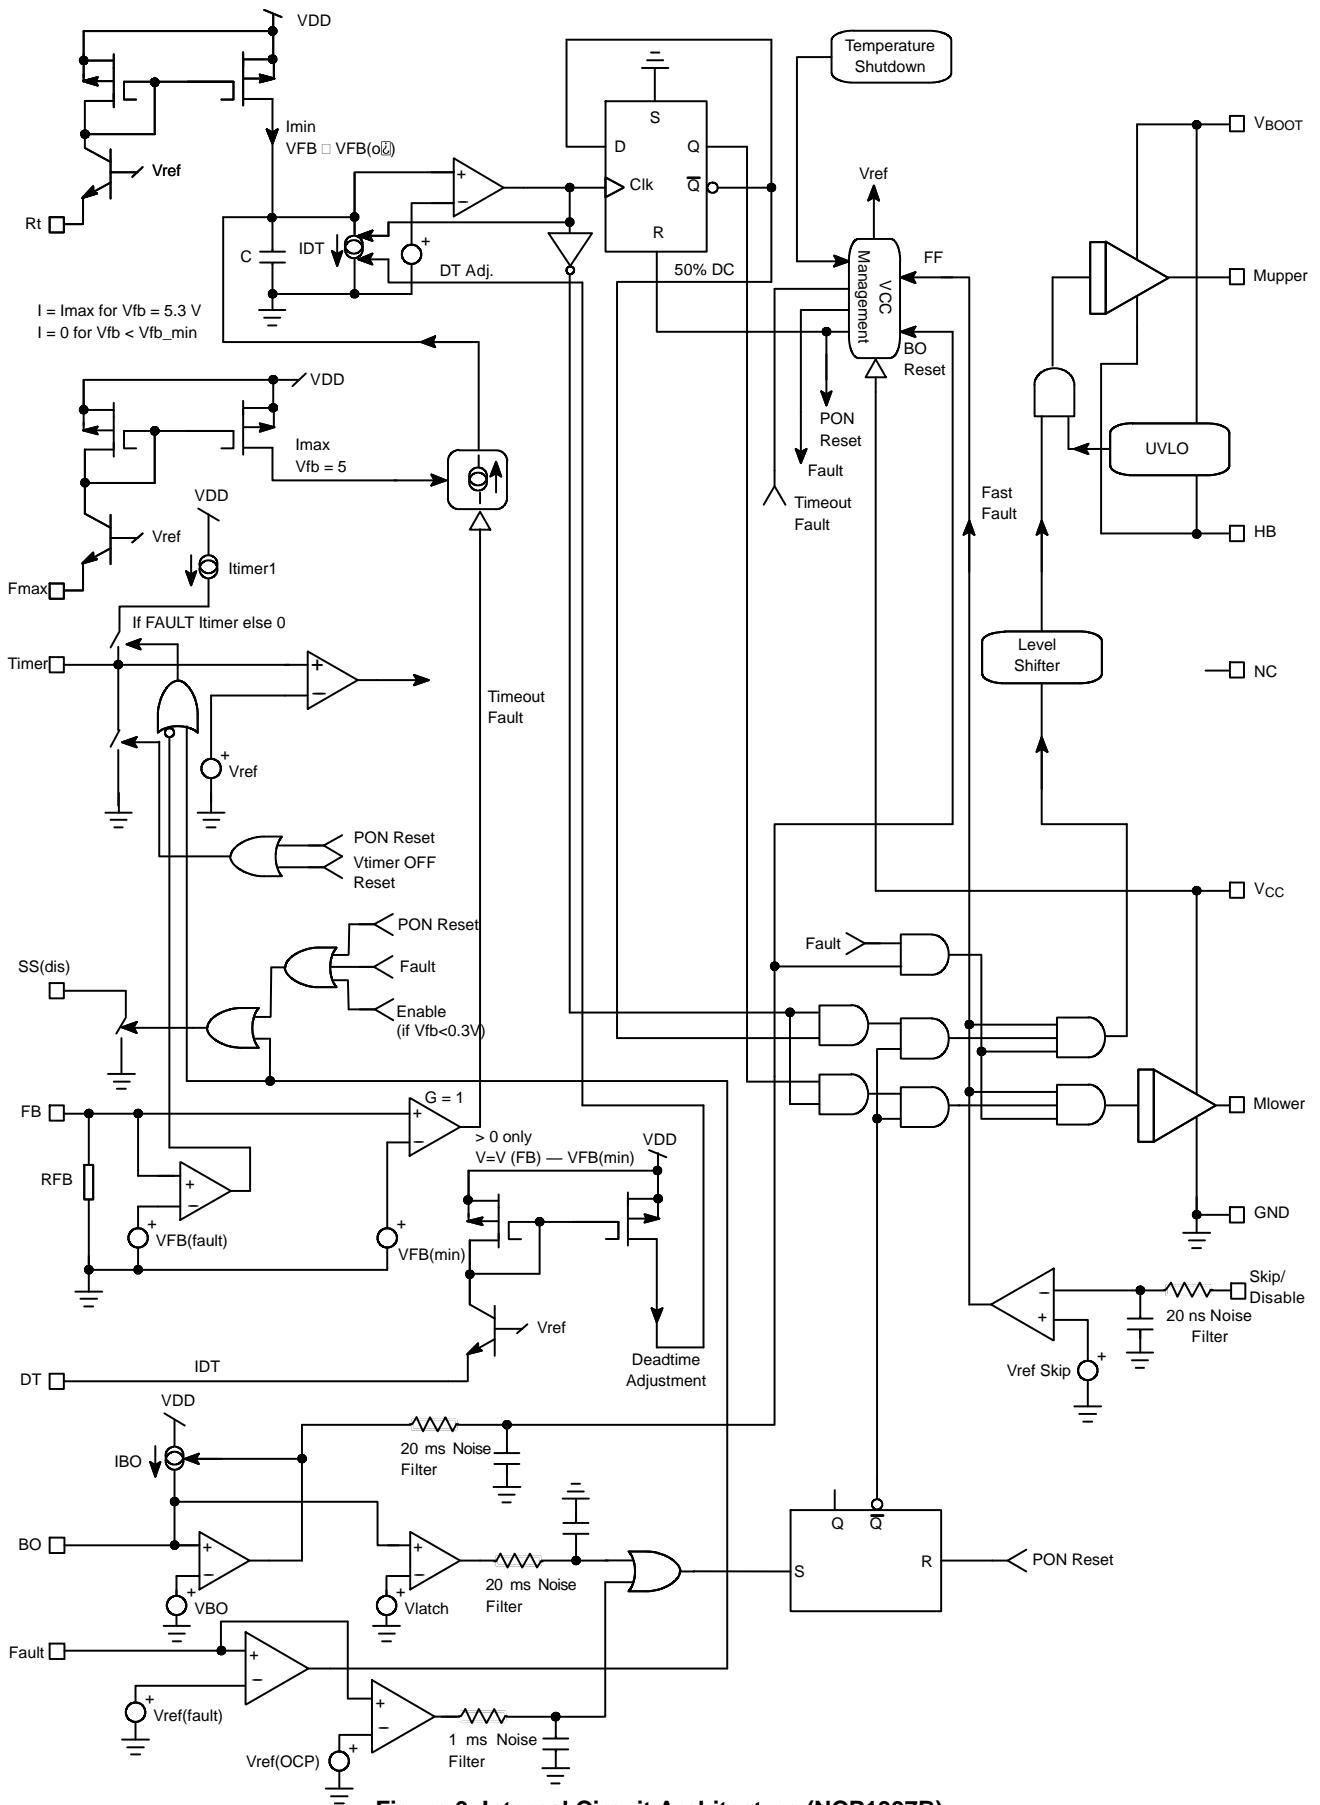 VDD
Temperature
Shutdown
S
D
Q
Clk
Q
R
Imin
VFB □ VFB(o
Vref
Rt
C
IDT
+
−
+
DT Adj.
50% DC
Vref
FF
VCC
Management
BO
Reset
PON
Reset
Fault
Timeout
Fault
VBOOT
Mupper
UVLO
HB
I = Imax for Vfb = 5.3 V
I = 0 for Vfb < Vfb_min
VDD
Imax
Vfb = 5
VDD
Vref
Itimer1
Fmax
If FAULT Itimer else 0
Timer
+
−
+
Vref
Timeout
Fault
Fast
Fault
Level
Shifter
NC
PON Reset
Vtimer OFF
Reset
VCC
PON Reset
Fault
Enable
(if Vfb<0.3V)
SS(dis)
Fault
FB
G = 1
+
−
> 0 only
V=V (FB) — VFB(min)
VDD
RFB
+
−
+
VFB(fault)
+
VFB(min)
Mlower
GND
Vref
Deadtime
Adjustment
DT
IDT
Skip/
Disable
−
+
20 ns Noise
Filter
+
Vref Skip
VDD
IBO
20 ms Noise
Filter
BO
+
−
+
VBO
+
−
+
Vlatch
20 ms Noise
Filter
Q
Q
S
R
PON Reset
Fault
+
−
+
Vref(fault)
+
−
+
Vref(OCP)
1 ms Noise
Filter